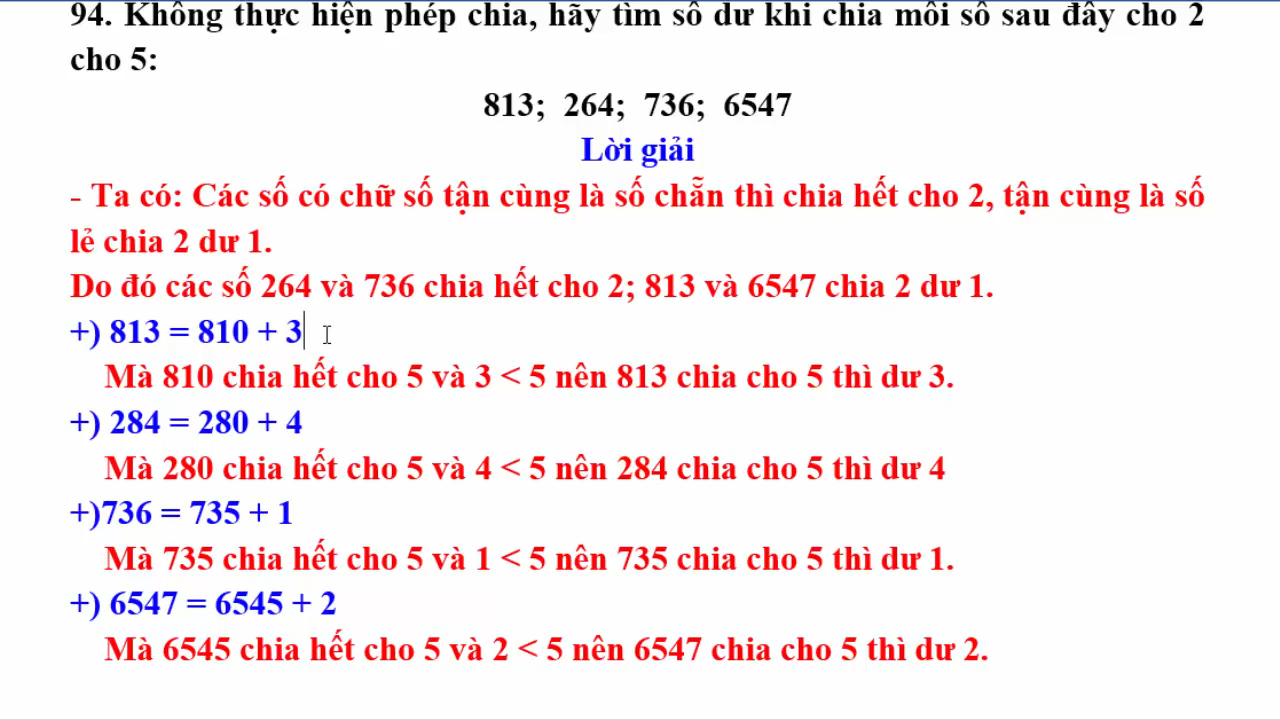 94. Không thực hiện phép chia, hãy tìm số dư khi chia mỗi số sau đây cho 2
cho 5:
813; 264; 736; 6547
Lời giải
- Ta có: Các số có chữ số tận cùng là số chẵn thì chia hết cho 2, tận cùng là số
lẻ chia 2 dư 1.
Do đó các số 264 và 736 chia hết cho 2; 813 và 6547 chia 2 dư 1.
+) 813 = 810 + 3
Mà 810 chia hết cho 5 và 3 < 5 nên 813 chia cho 5 thì dư 3.
+) 284 = 280 + 4
Mà 280 chia hết cho 5 và 4 < 5 nên 284 chia cho 5 thì dư 4
+)736 = 735 + 1
Mà 735 chia hết cho 5 và 1 < 5 nên 735 chia cho 5 thì dư 1.
+) 6547 = 6545 + 2
Mà 6545 chia hết cho 5 và 2 < 5 nên 6547 chia cho 5 thì dư 2.